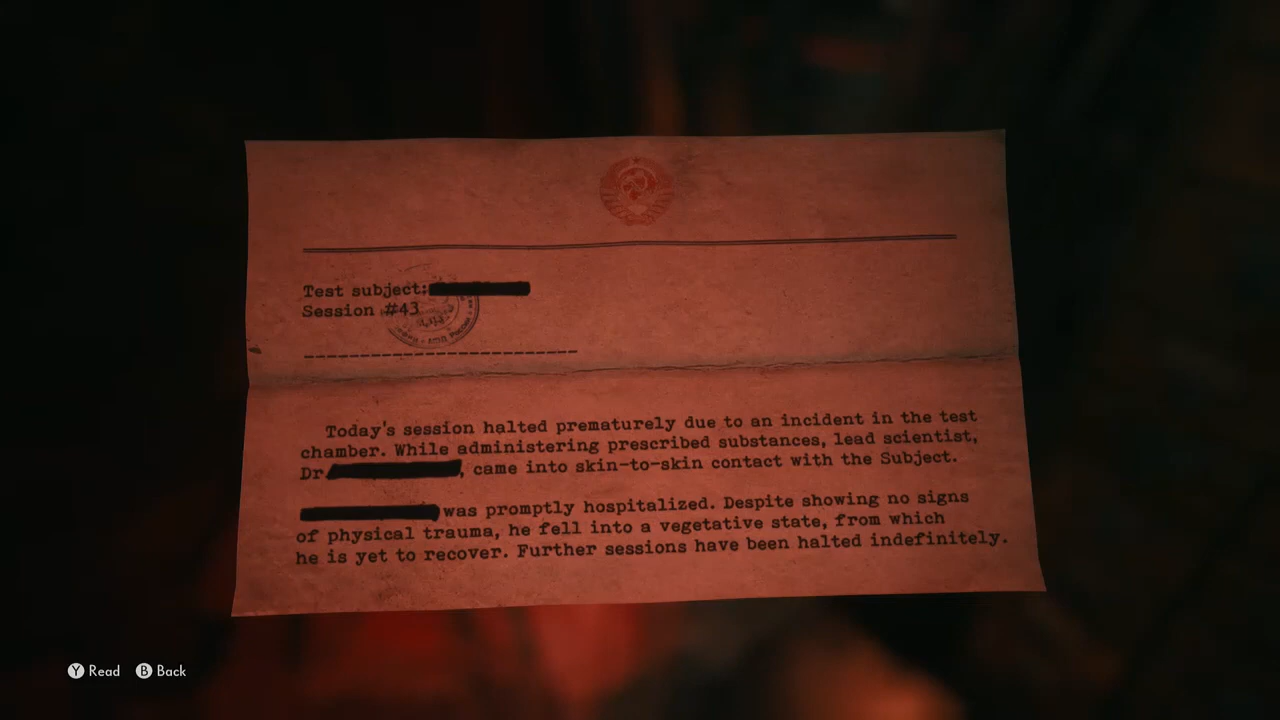 Test subject:
Session #43
Today's session halted prematurely due to an incident in the test
chamber. While administering prescribed substances, lead scientist,
Dr. , came into skin-to-skin contact with the Subject.
was promptly hospitalized. Despite showing no signs
of physical trauma, he fell into a vegetative state, from which
he is yet to recover. Further sessions have been halted indefinitely.
Y Read B Back